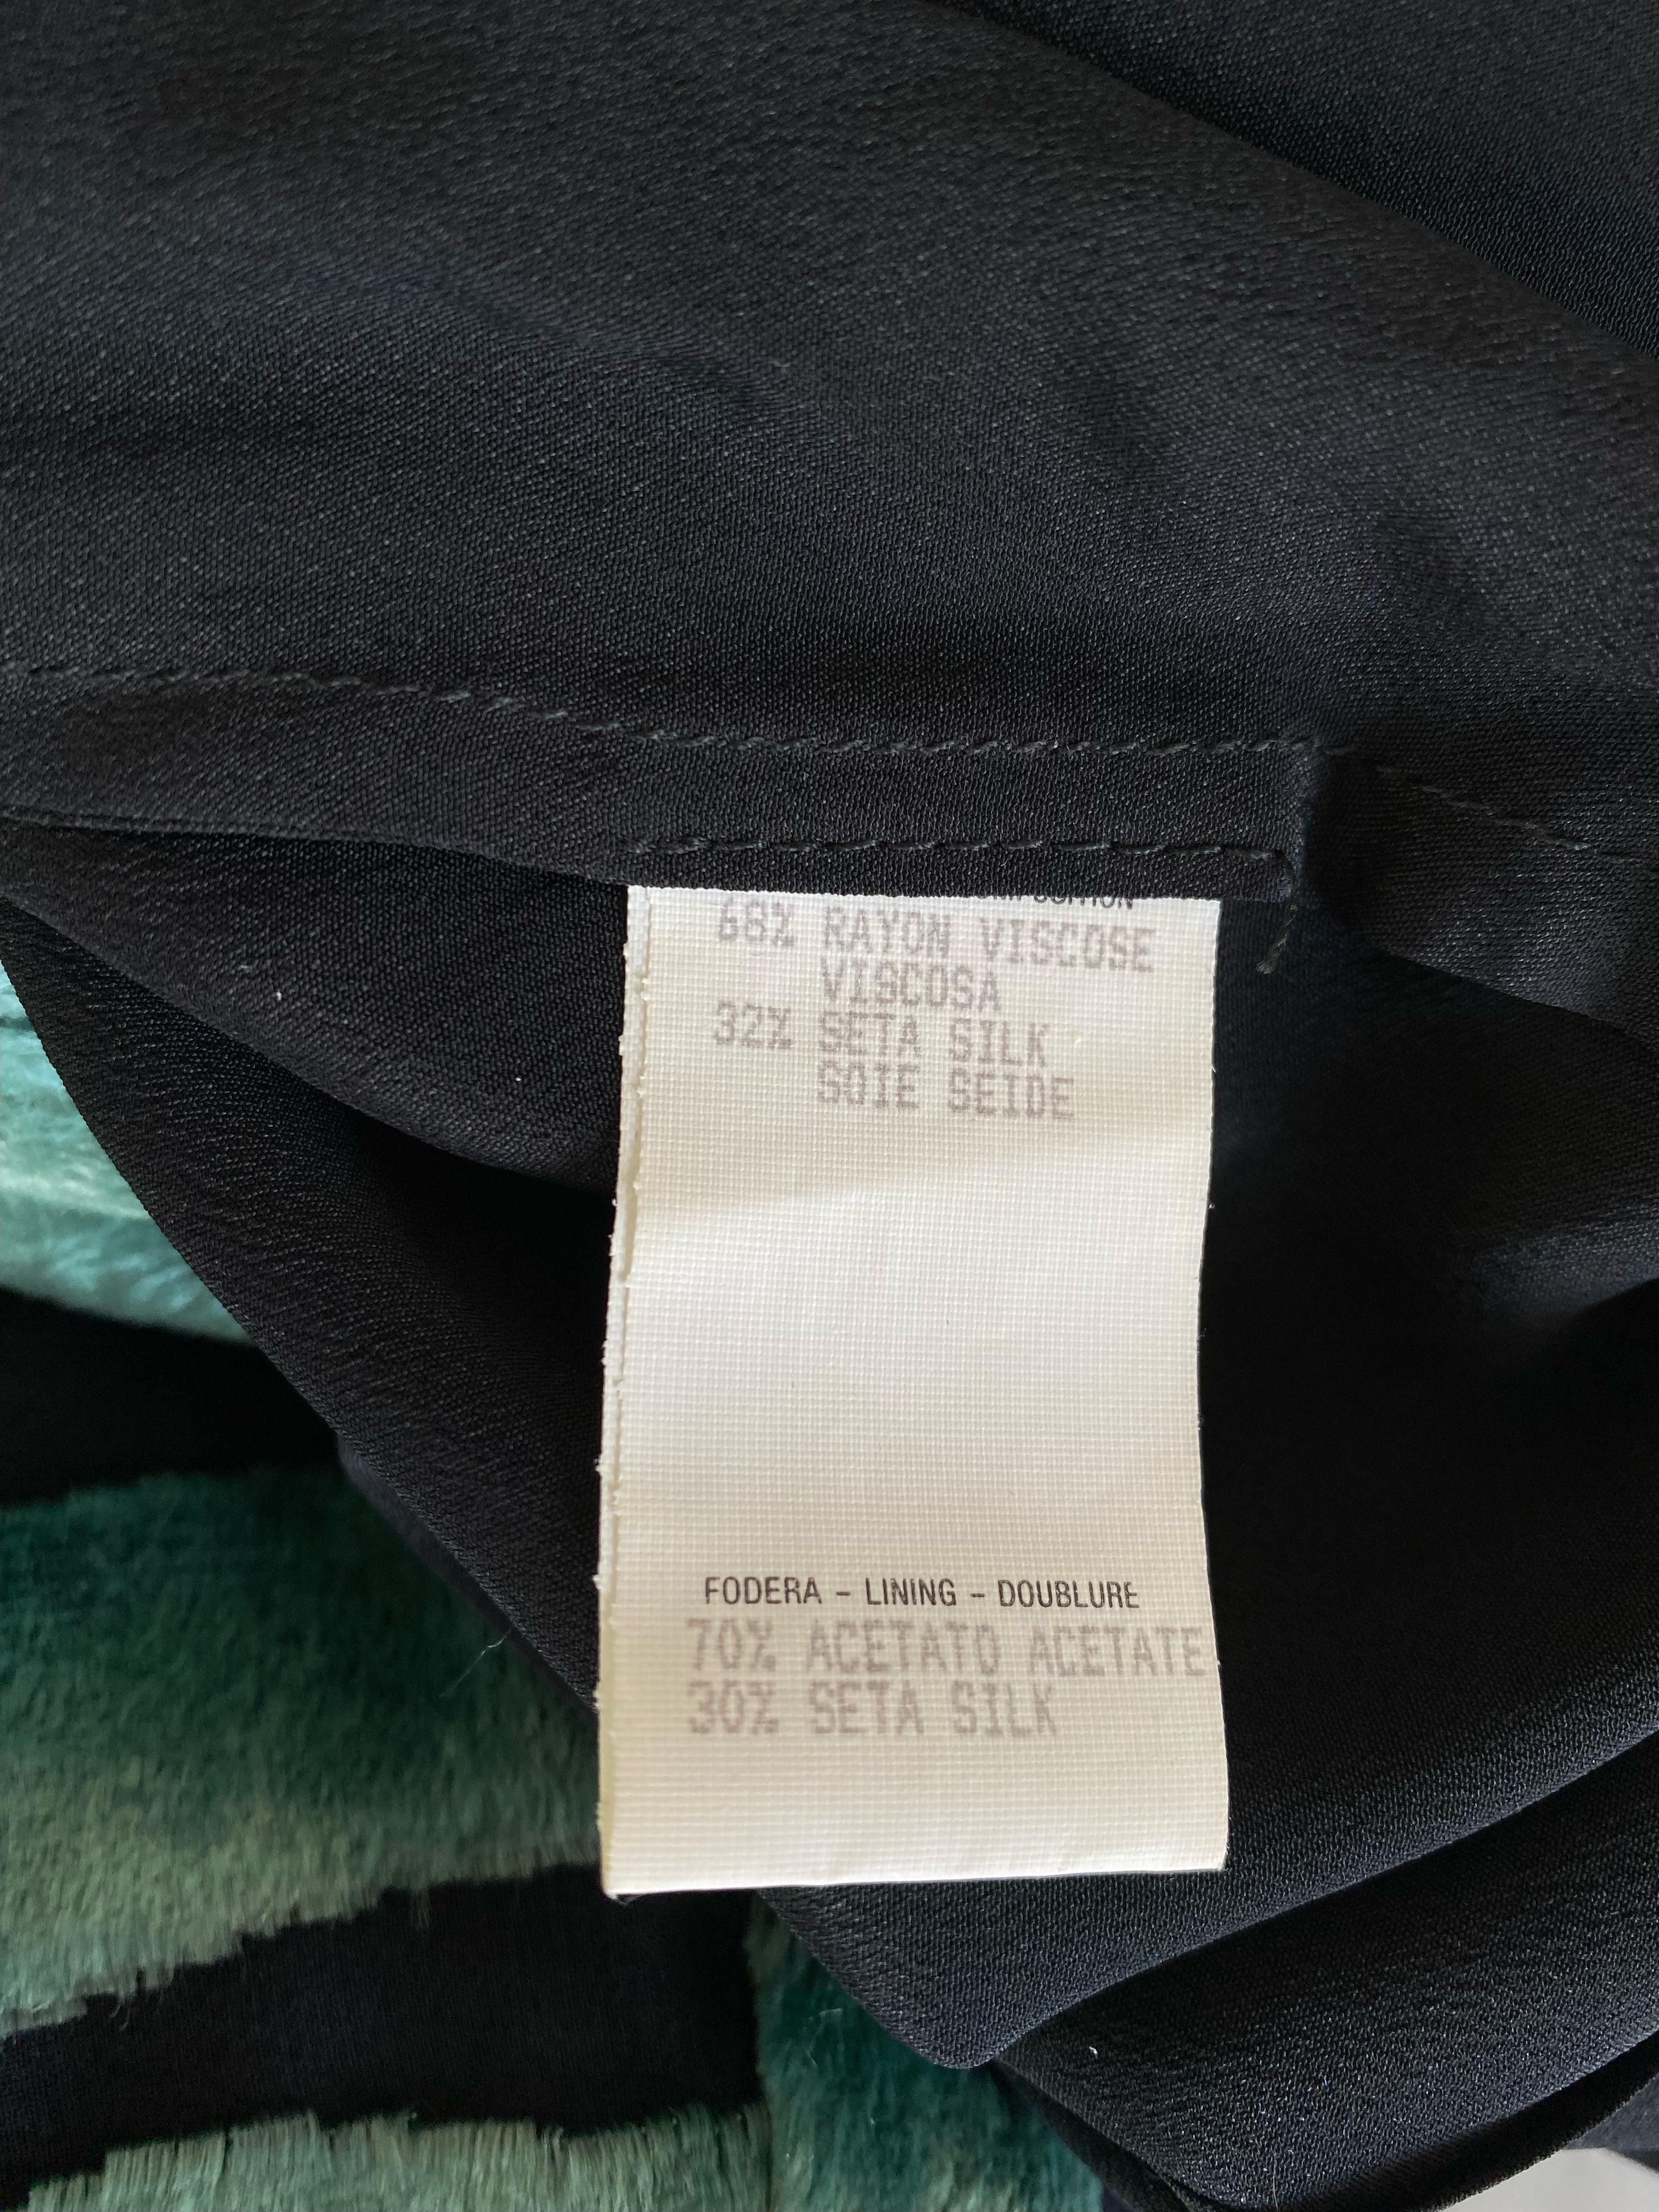 68% RAYON VISCOSE
VISCOSA
32% SETA SILK
SOIE SEIDE
FODERA - LINING - DOUBLURE
70% ACETATO ACETATE
30% SETA SILK